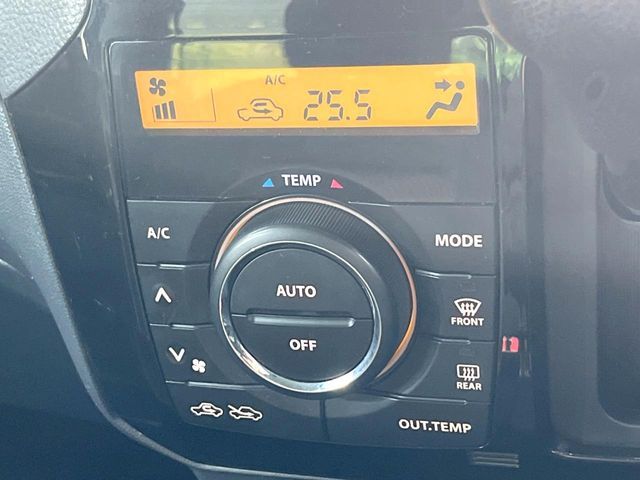 A/C
25.5
TEMP
A/C
MODE
AUTO
FRONT
OFF
REAR
OUT.TEMP